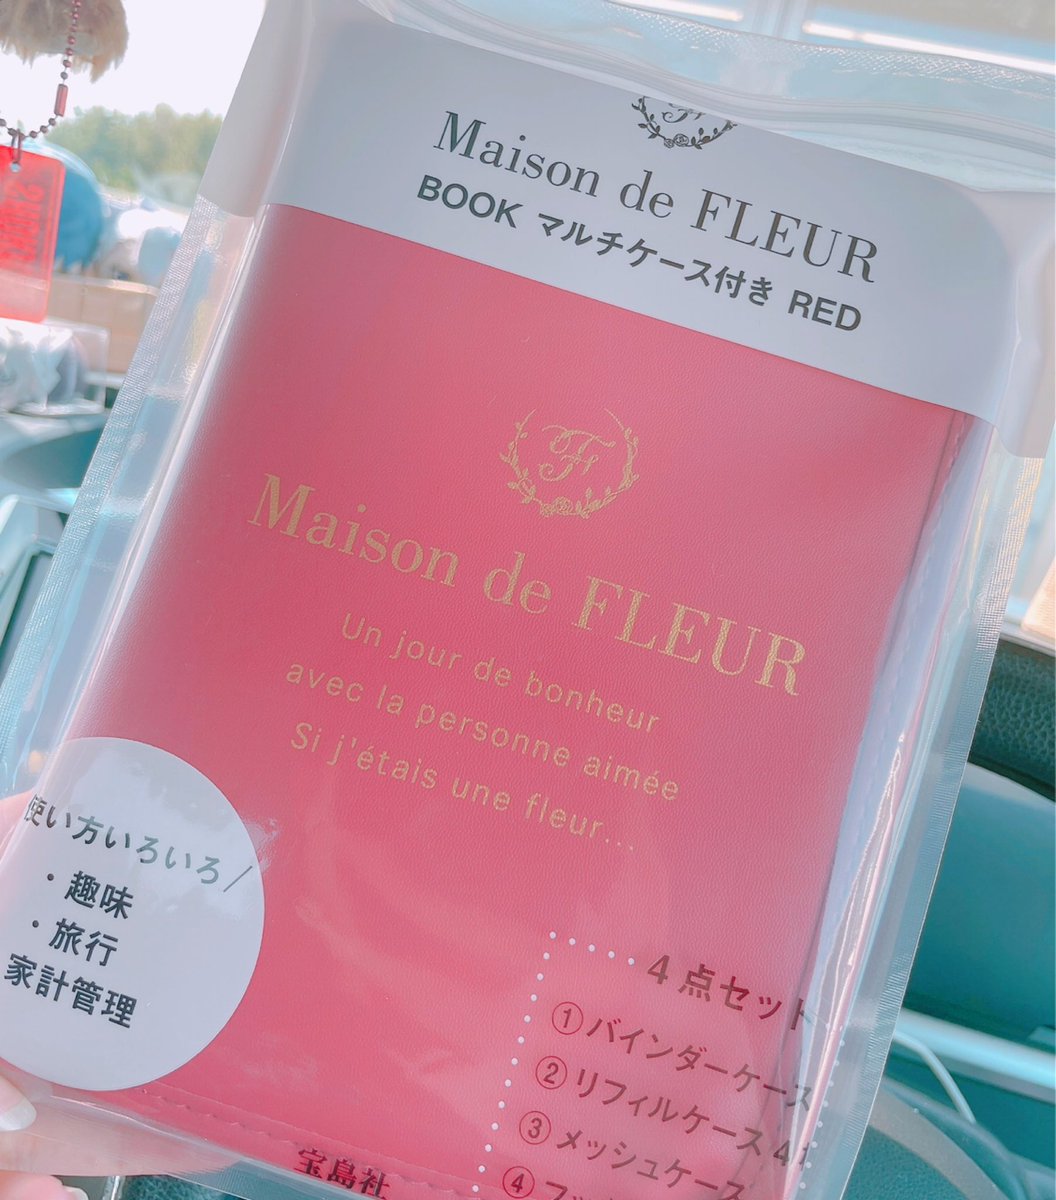 Maison de FLEUR
BOOK マルチケース付き RED
F
Maison de FLEUR
Un jour de bonheur
avec la personne aimée
Si j'étais une fleur...
使い方いろいろ/
・趣味
・旅行
家計管理
4点セット
①バインダーケース
②リフィルケース4
③メッシュケース
④フッ
宝島社